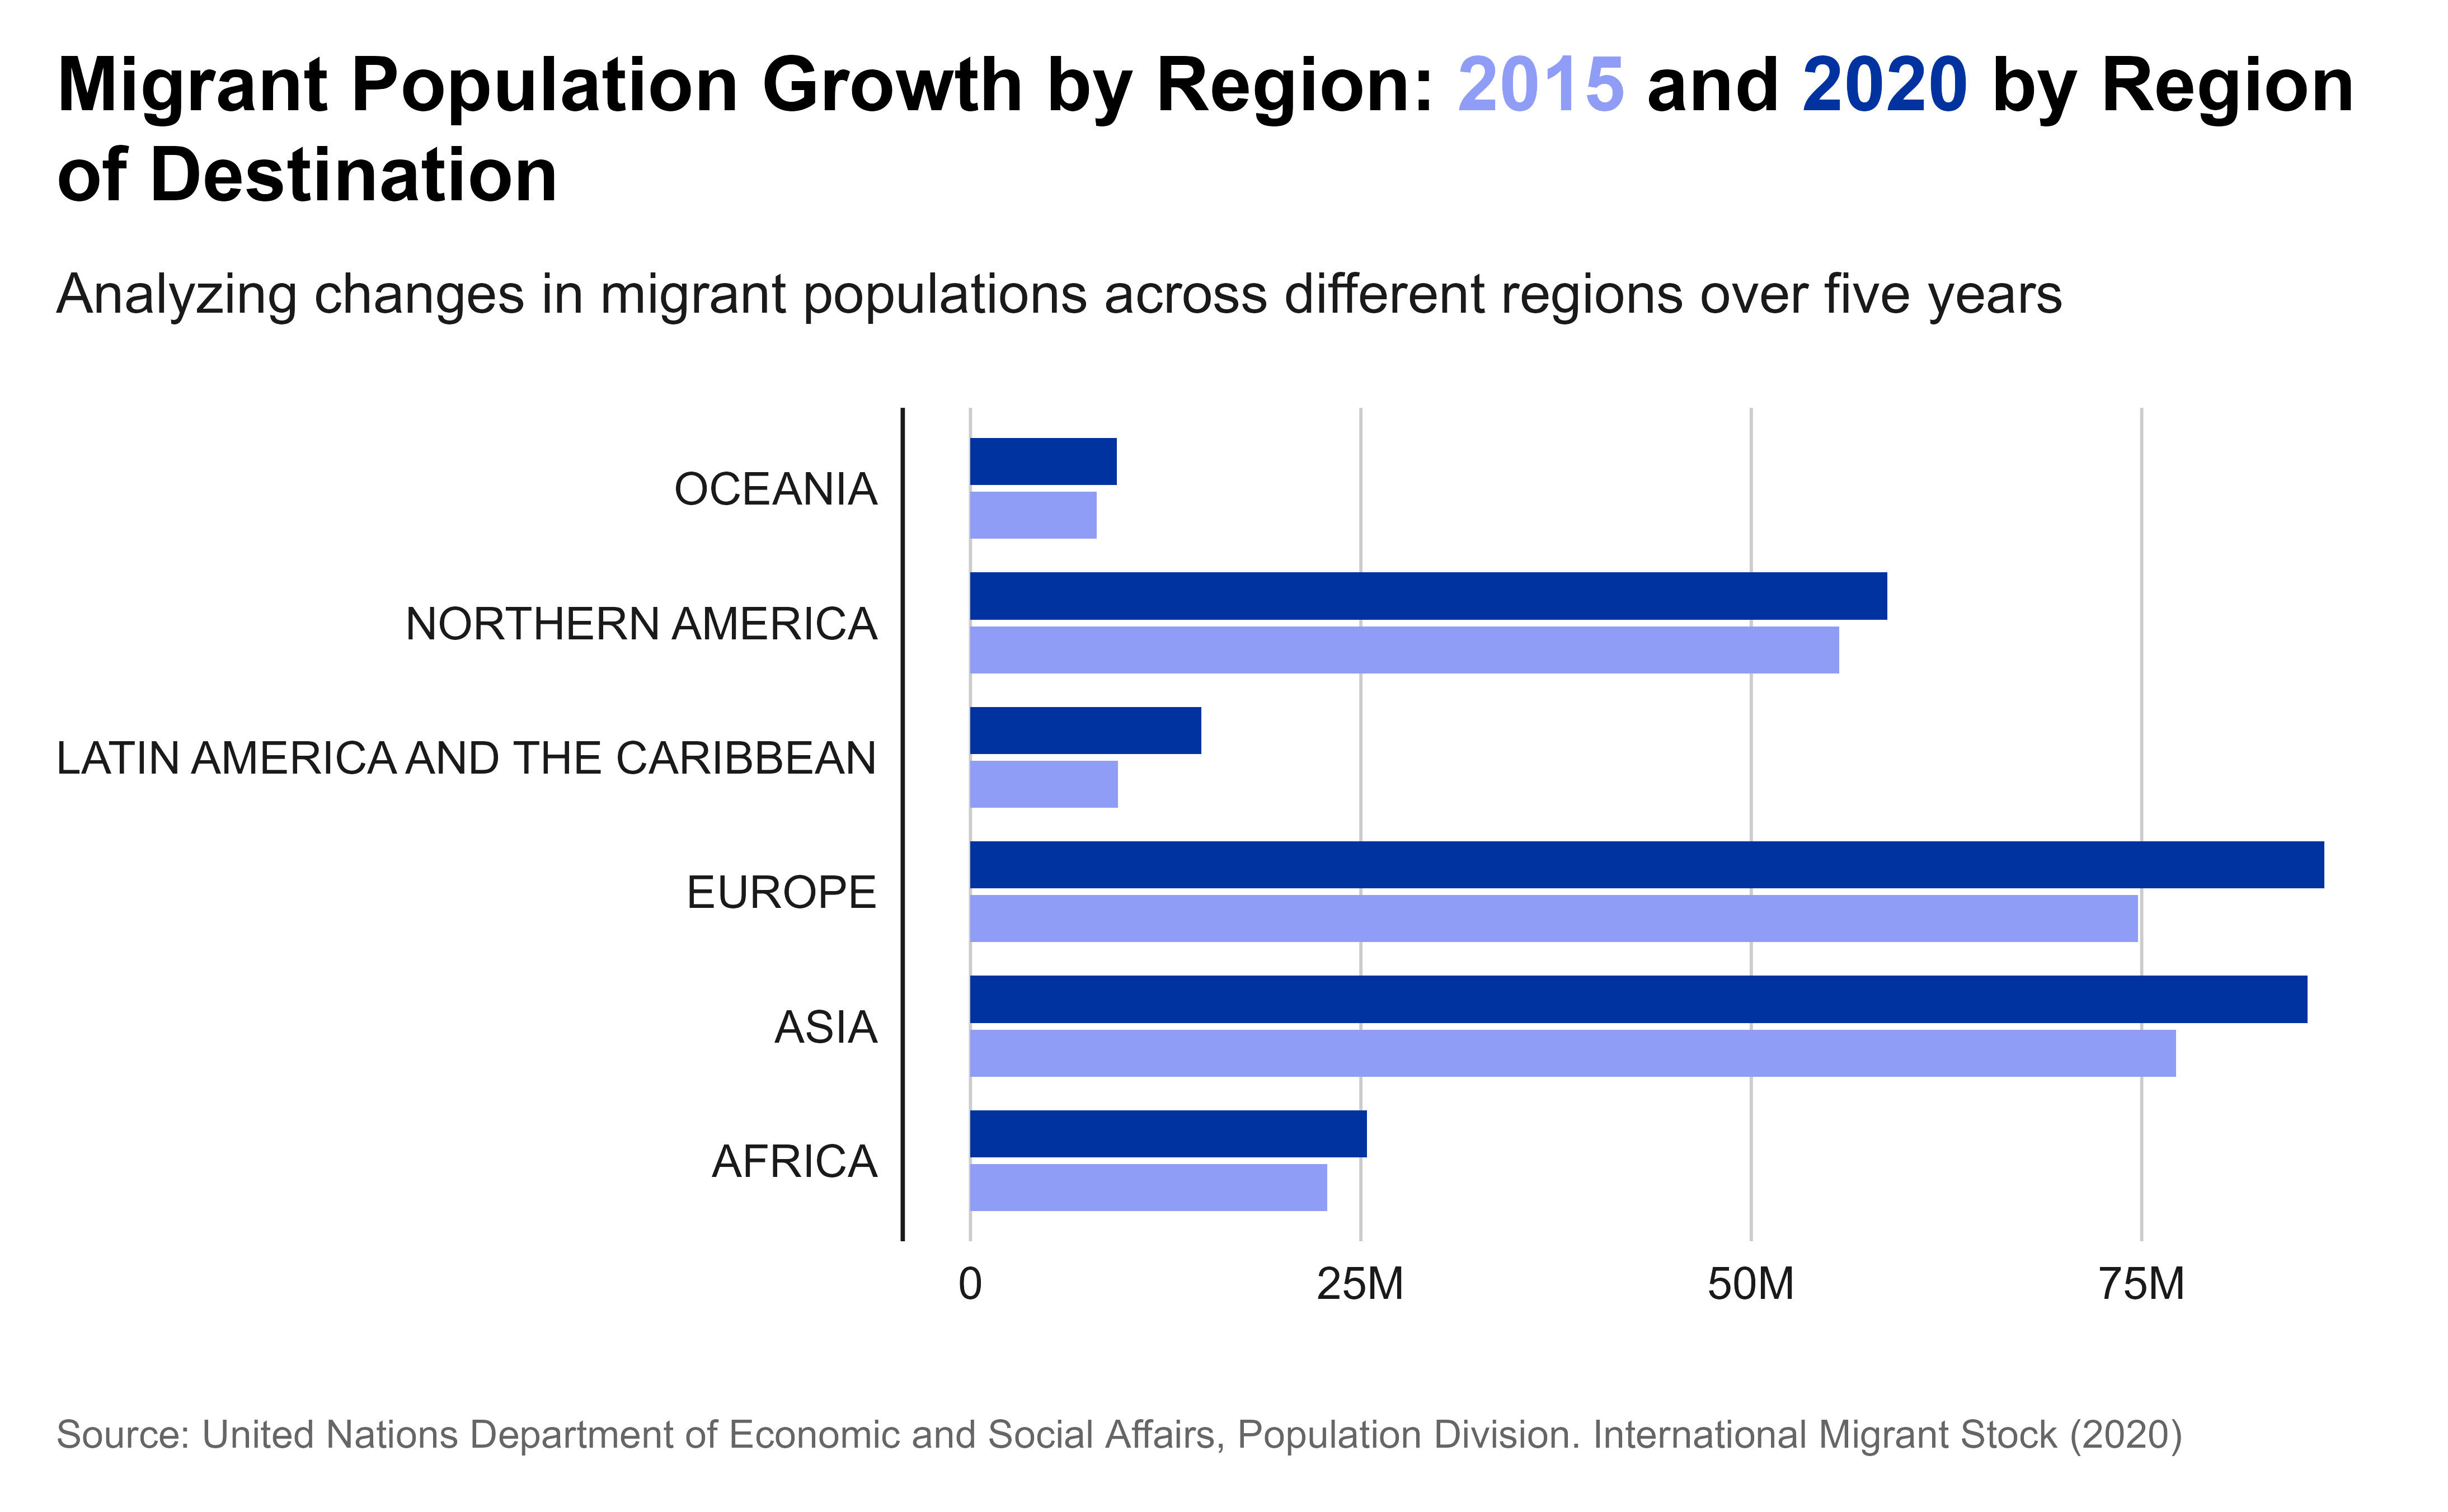 Migrant Population Growth by Region: 2015 and 2020 by Region
of Destination
Analyzing changes in migrant populations across different regions over five years
OCEANIA
NORTHERN AMERICA
LATIN AMERICA AND THE CARIBBEAN
EUROPE
ASIA
AFRICA
0 25M 50M 75M
Source: United Nations Department of Economic and Social Affairs, Population Division. International Migrant Stock (2020)